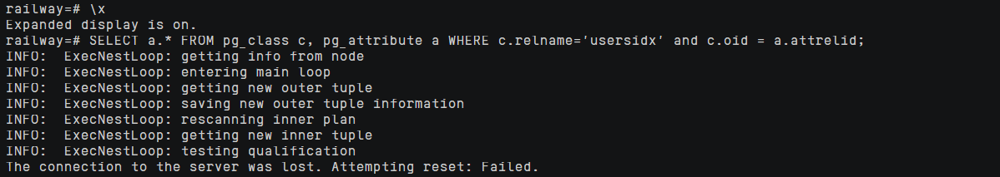 railway=# \x
Expanded display is on.
railway=# SELECT a.* FROM pg_class c, pg_attribute a WHERE c.relname='usersidx' and c.oid = a.attrelid;
INFO:  ExecNestLoop: getting info from node
INFO:  ExecNestLoop: entering main loop
INFO:  ExecNestLoop: getting new outer tuple
INFO:  ExecNestLoop: saving new outer tuple information
INFO:  ExecNestLoop: rescanning inner plan
INFO:  ExecNestLoop: getting new inner tuple
INFO:  ExecNestLoop: testing qualification
The connection to the server was lost. Attempting reset: Failed.